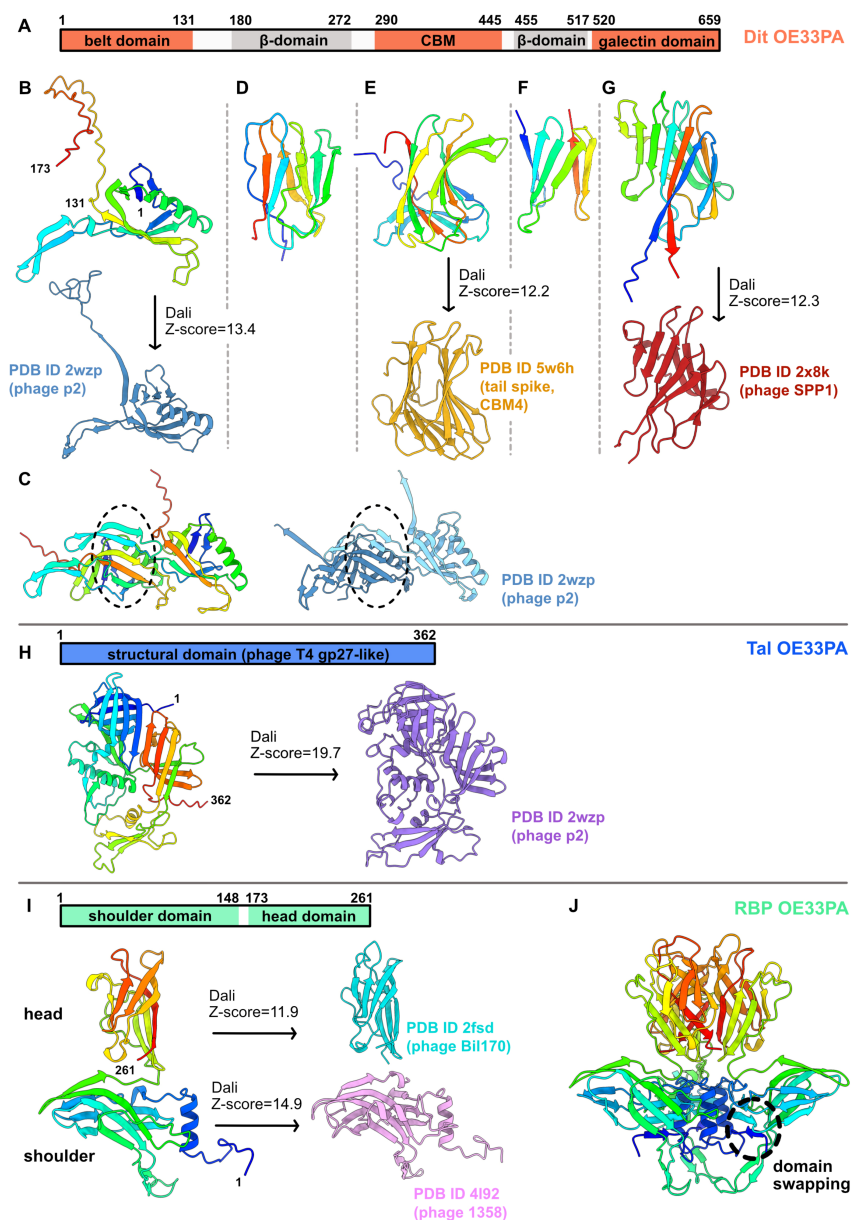 A
1
131
180
272
290
445
455
517
520
659
belt domain
β-domain
CBM
β-domain
galectin domain
Dit OE33PA
B
D
E
F
G
173
131
1
Dali
Z-score=13.4
Dali
Z-score=12.2
Dali
Z-score=12.3
PDB ID 2wzp
(phage p2)
PDB ID 5w6h
(tail spike,
CBM4)
PDB ID 2x8k
(phage SPP1)
C
PDB ID 2wzp
(phage p2)
H
1
362
structural domain (phage T4 gp27-like)
Tal OE33PA
1
362
Dali
Z-score=19.7
PDB ID 2wzp
(phage p2)
I
1
148
173
261
shoulder domain
head domain
J
RBP OE33PA
head
Dali
Z-score=11.9
PDB ID 2fsd
(phage Bil170)
261
Dali
Z-score=14.9
shoulder
1
PDB ID 4l92
(phage 1358)
domain
swapping